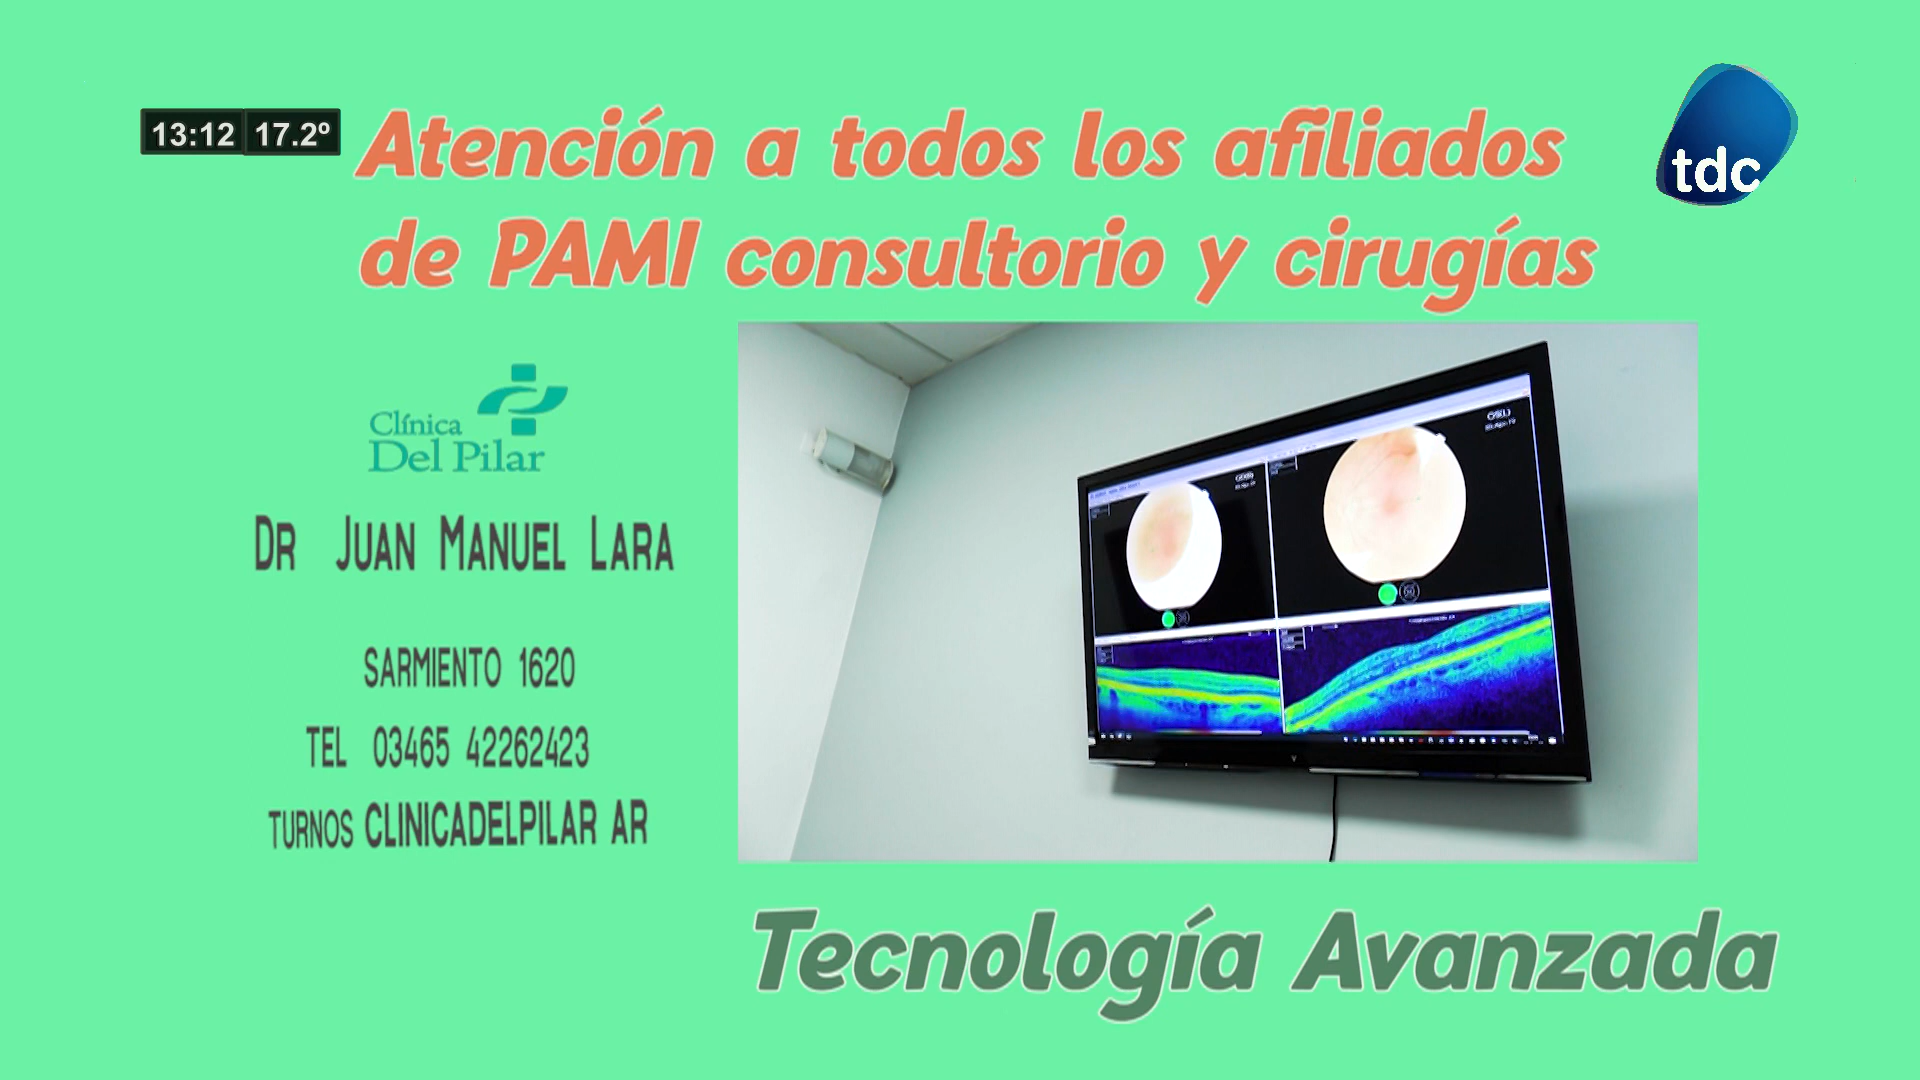 13:12 17.2º
Atención a todos los afiliados
de PAMI consultorio y cirugías
tdc
Clínica
Del Pilar
DR JUAN MANUEL LARA
SARMIENTO 1620
TEL 03465 42262423
TURNOS CLINICADELPILAR AR
Tecnología Avanzada